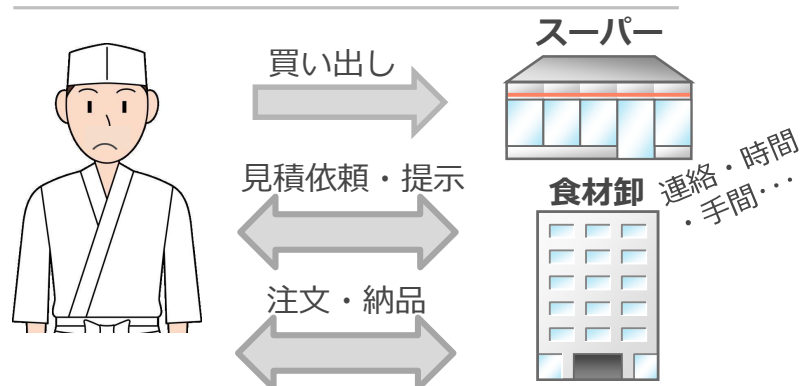 スーパー
買い出し
見積依頼・提示
食材卸
連絡・時間
・手間･･･
注文・納品